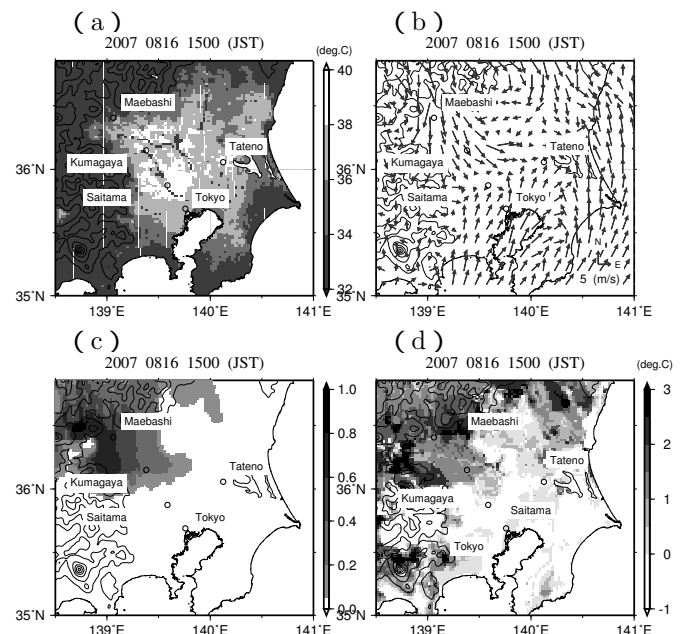 (a)
2007 0816 1500 (JST)
(deg.C)
40
38
36
34
32
Maebashi
Tateno
Kumagaya
Saitama
Tokyo
36°N
35°N
139°E
140°E
141°E
(b)
2007 0816 1500 (JST)
Maebashi
Tateno
Kumagaya
Saitama
Tokyo
N
E
5 (m/s)
36°N
35°N
139°E
140°E
141°E
(c)
2007 0816 1500 (JST)
1.0
0.8
0.6
0.4
0.2
0.0
Maebashi
Tateno
Kumagaya
Saitama
Tokyo
36°N
35°N
139°E
140°E
141°E
(d)
2007 0816 1500 (JST)
(deg.C)
3
2
1
0
-1
Maebashi
Tateno
Kumagaya
Saitama
Tokyo
36°N
35°N
139°E
140°E
141°E